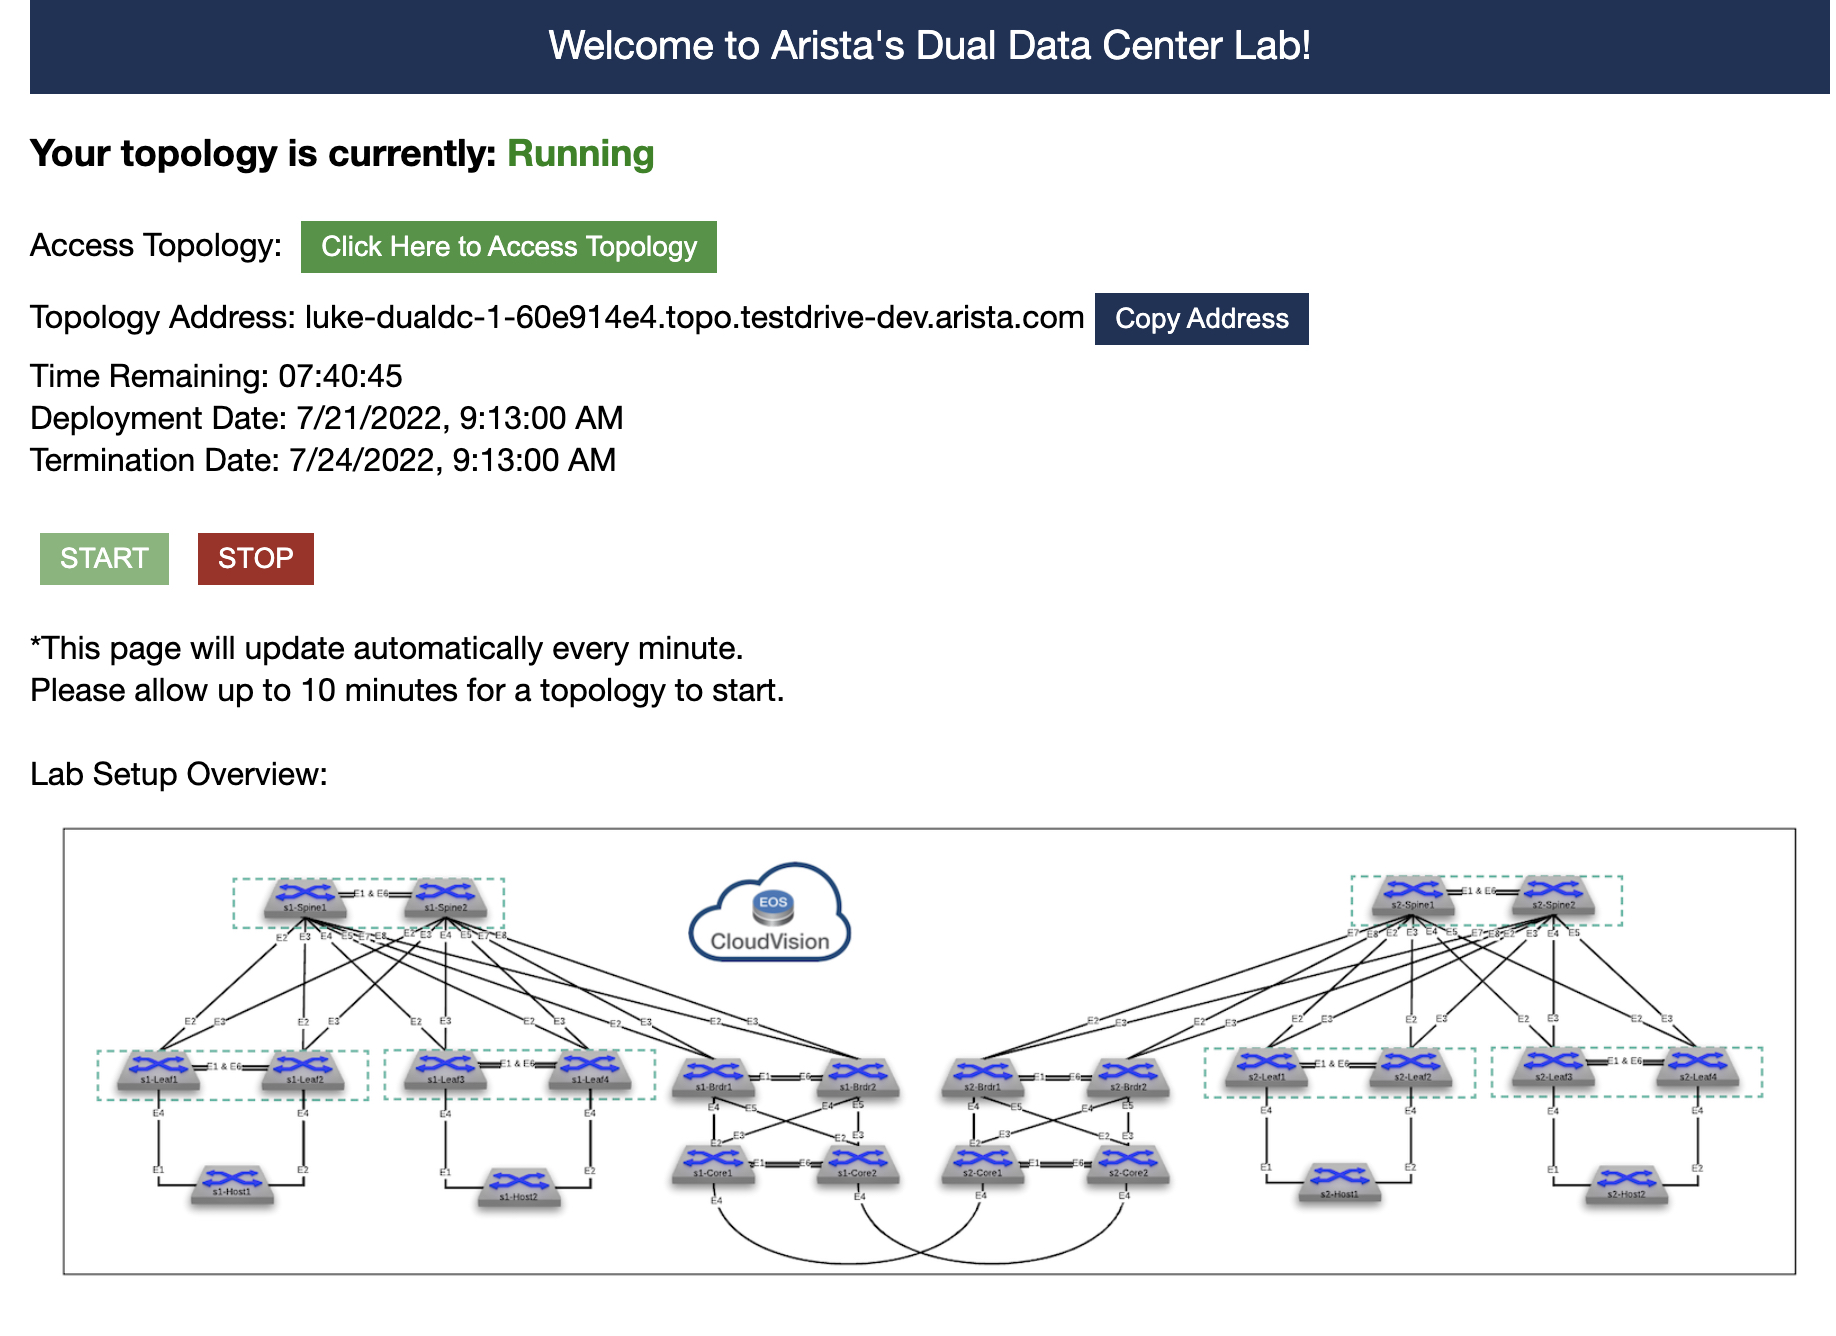 Welcome to Arista's Dual Data Center Lab!
Your topology is currently: Running
Access Topology: Click Here to Access Topology
Topology Address: luke-dualdc-1-60e914e4.topo.testdrive-dev.arista.com Copy Address
Time Remaining: 07:40:45
Deployment Date: 7/21/2022, 9:13:00 AM
Termination Date: 7/24/2022, 9:13:00 AM
START STOP
*This page will update automatically every minute.
Please allow up to 10 minutes for a topology to start.
Lab Setup Overview:
E1 & E6 EOS E1 & E6
s1-Spine1 s1-Spine2 s2-Spine1 s2-Spine2
CloudVision
E2 E3 E4 E5 E7 E8 E2 E3 E4 E5 E7 E8 E7 E8 E2 E3 E4 E5 E7 E8 E2 E3 E4 E5
E2 E3 E2 E3 E2 E3 E2 E3 E2 E3 E2 E3 E2 E3 E2 E3 E2 E3 E2 E3 E2 E3 E2 E3
E1 & E6 E1 & E6 E1 E6 E1 E6 E1 & E6 E1 & E6
s1-Leaf1 s1-Leaf2 s1-Leaf3 s1-Leaf4 s1-Brdr1 s1-Brdr2 s2-Brdr1 s2-Brdr2 s2-Leaf1 s2-Leaf2 s2-Leaf3 s2-Leaf4
E4 E4 E4 E4 E4 E5 E4 E5 E4 E5 E4 E5 E4 E4 E4 E4
E2 E3 E2 E3 E2 E3 E2 E3
E1 E2 E1 E2 E1 E6 E1 E6 E1 E2 E1 E2
s1-Core1 s1-Core2 s2-Core1 s2-Core2
s1-Host1 s1-Host2 s2-Host1 s2-Host2
E4 E4 E4 E4